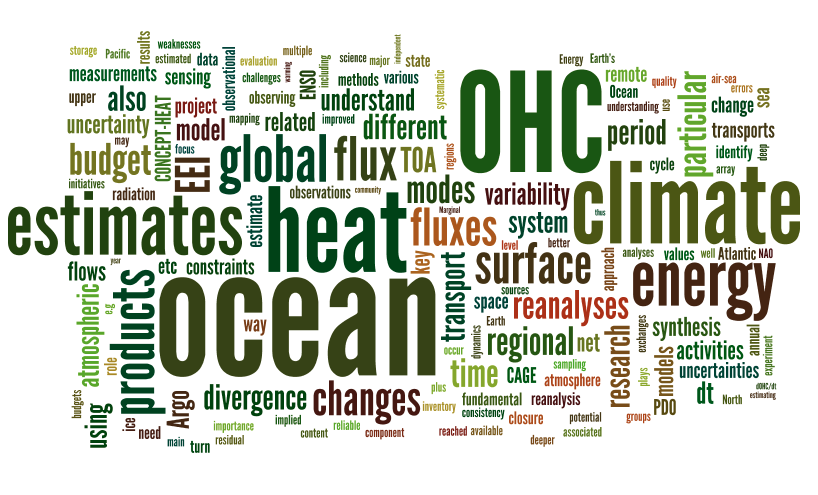 storage
Pacific
results
weaknesses
estimated
data
measurements
sensing
observational
evaluation
multiple
challenges
warning
including
science
major
independent
state
methods
various
systematic
ENSO
Energy
Earth's
remote
quality
air-sea
errors
Ocean
understanding
use
change
sea
particular
OHC
upper
also
CONCEPT-HEAT
project
observing
understand
mapping
related
improved
different
uncertainty
may
model
period
transports
identify
deep
cycle
array
budget
focus
EEI
global
flux
TOA
regions
initiatives
radiation
observations
community
modes
variability
climate
estimates
estimate
heat
Marginal
fluxes
system
thus
better
level
key
flows
year
etc
constraints
transport
surface
sources
approach
analyses
values
well
Atlantic
NAO
energy
space
reanalyses
atmospheric
e.g
products
ocean
way
Earth
dynamics
occur
regional
net
research
exchanges
synthesis
activities
annual
experiment
models
uncertainties
role
time
CAGE
sampling
atmosphere
plays
dt
dOHC/dt
estimating
North
budgets
using
ice
need
Argo
divergence
changes
plus
inventory
fundamental
reanalysis
consistency
closure
potential
groups
PDO
main
turn
importance
residual
implied
content
reliable
component
reached
available
deeper
associated